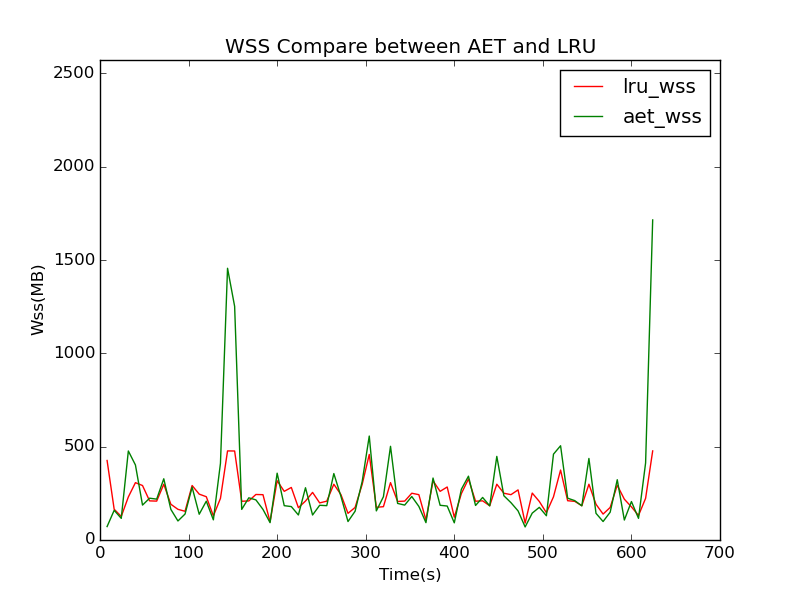 WSS Compare between AET and LRU
2500
2000
1500
1000
500
0
Wss(MB)
lru_wss
aet_wss
0 100 200 300 400 500 600 700
Time(s)